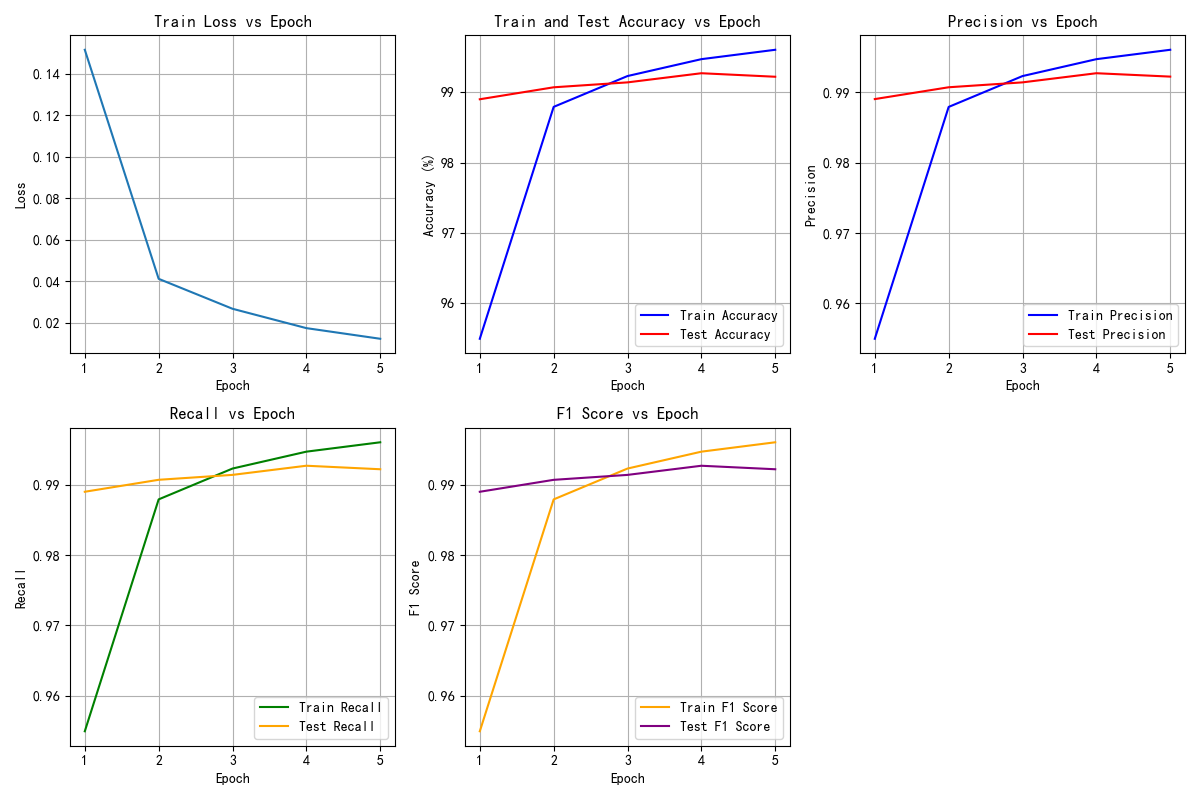 Train Loss vs Epoch
Loss
0.14
0.12
0.10
0.08
0.06
0.04
0.02
1 2 3 4 5
Epoch
Train and Test Accuracy vs Epoch
Accuracy (%)
99
98
97
96
Train Accuracy
Test Accuracy
1 2 3 4 5
Epoch
Precision vs Epoch
Precision
0.99
0.98
0.97
0.96
Train Precision
Test Precision
1 2 3 4 5
Epoch
Recall vs Epoch
Recall
0.99
0.98
0.97
0.96
Train Recall
Test Recall
1 2 3 4 5
Epoch
F1 Score vs Epoch
F1 Score
0.99
0.98
0.97
0.96
Train F1 Score
Test F1 Score
1 2 3 4 5
Epoch